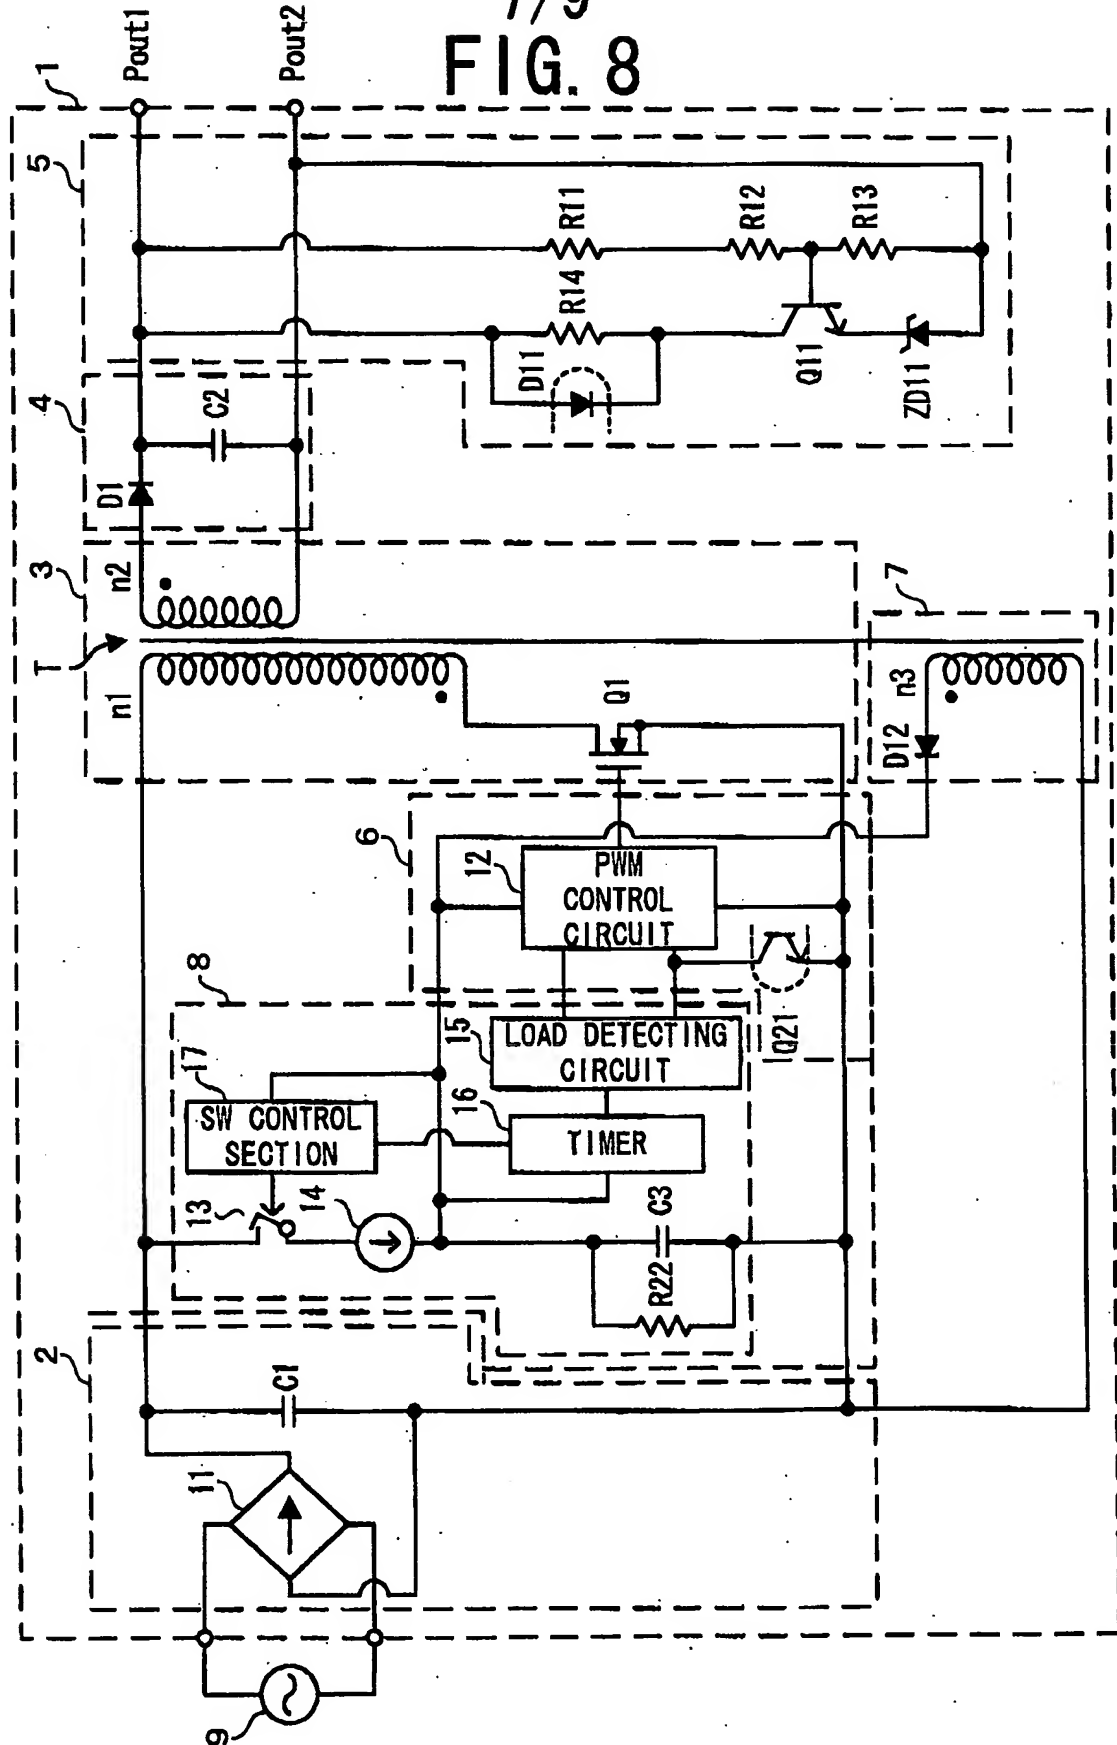 7/9
FIG. 8
Pout1
Pout2
1
5
R11
R12
R13
R14
D11
Q11
ZD11
4
C2
D1
3
n2
T
n1
Q1
7
n3
D12
6
12
PWM
CONTROL
CIRCUIT
8
15
LOAD DETECTING
CIRCUIT
Q21
17
SW CONTROL
SECTION
16
TIMER
13
14
C3
R22
2
C1
11
9